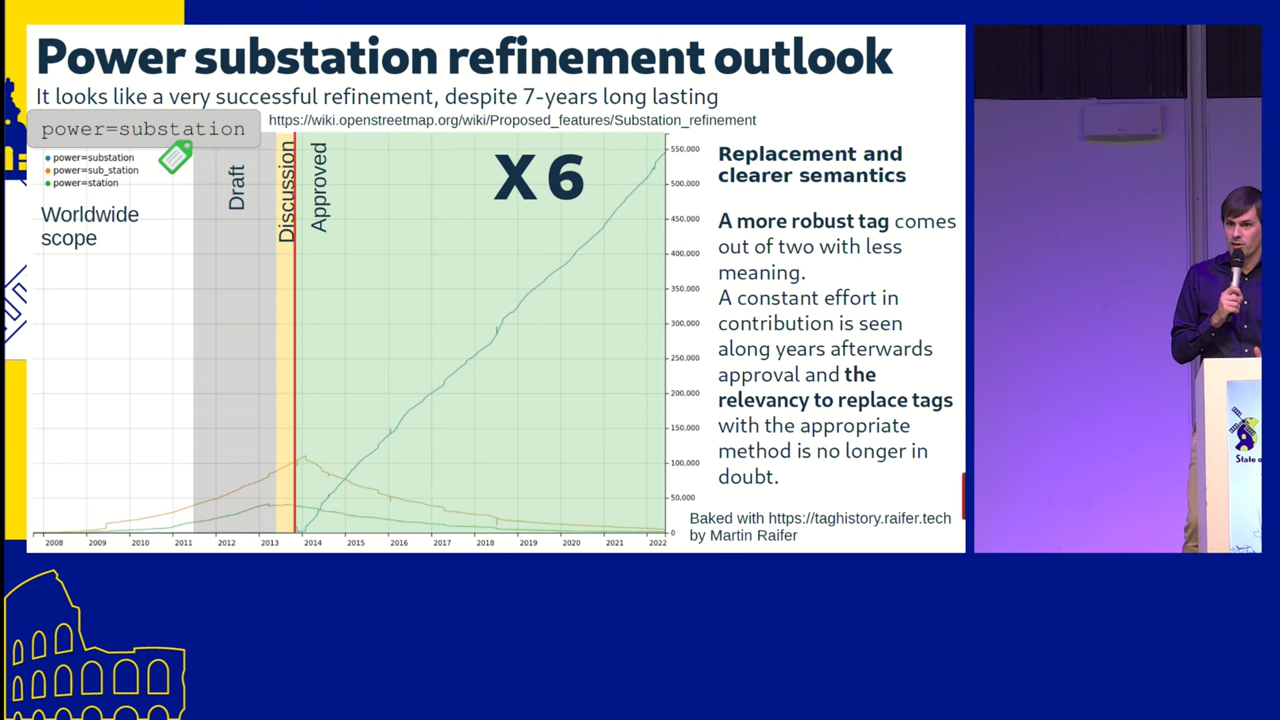 Power substation refinement outlook
It looks like a very successful refinement, despite 7-years long lasting
power=substation
https://wiki.openstreetmap.org/wiki/Proposed_features/Substation_refinement
power=substation
power=sub_station
power=station
Worldwide
scope
Draft
Discussion
Approved
X 6
550,000
500,000
450,000
400,000
350,000
300,000
250,000
200,000
150,000
100,000
50,000
0
2008 2009 2010 2011 2012 2013 2014 2015 2016 2017 2018 2019 2020 2021 2022
Replacement and
clearer semantics
A more robust tag comes
out of two with less
meaning.
A constant effort in
contribution is seen
along years afterwards
approval and the
relevancy to replace tags
with the appropriate
method is no longer in
doubt.
Baked with https://taghistory.raifer.tech
by Martin Raifer
State o